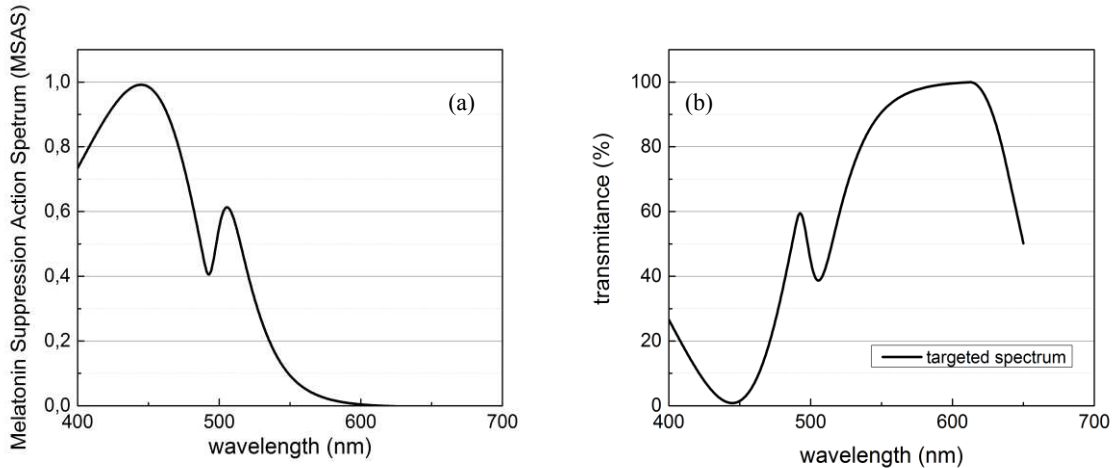 Melatonin Suppression Action Spetrum (MSAS)
1,0
0,8
0,6
0,4
0,2
0,0
400
500
600
700
wavelength (nm)
(a)
transmitance (%)
100
80
60
40
20
0
400
500
600
700
wavelength (nm)
(b)
targeted spectrum